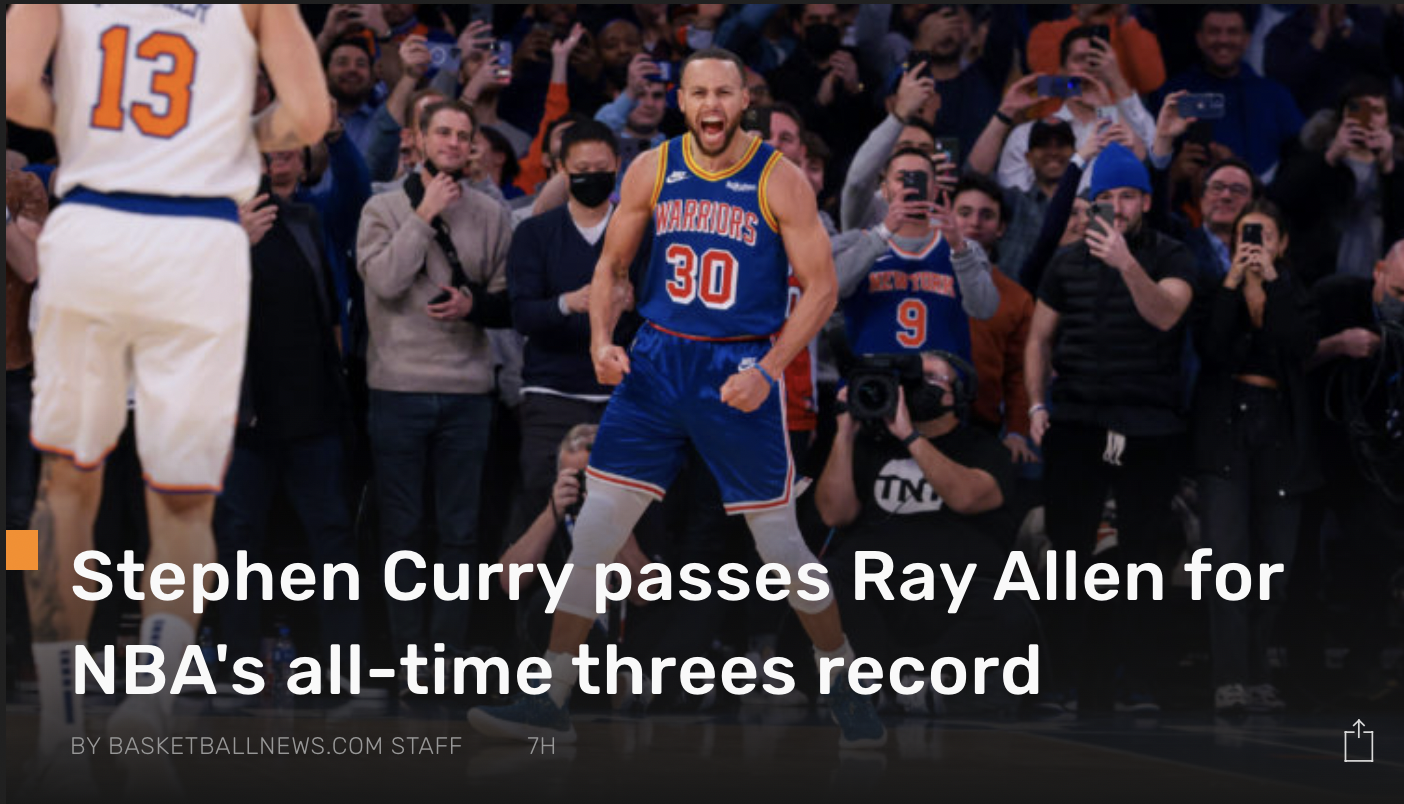 13
Rakuten
WARRIORS
30
NEW YORK
9
TNT
Stephen Curry passes Ray Allen for
NBA's all-time threes record
BY BASKETBALLNEWS.COM STAFF 7H